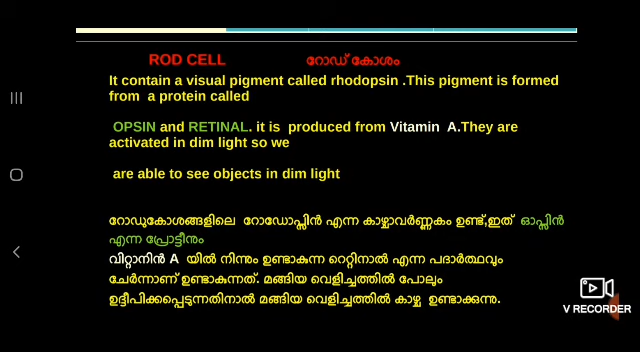 ROD CELL റോഡ് കോശം
It contain a visual pigment called rhodopsin .This pigment is formed
from a protein called
OPSIN and RETINAL. it is produced from Vitamin A.They are
activated in dim light so we
are able to see objects in dim light
റോഡുകോശങ്ങളിലെ റോഡോപ്സിൻ എന്ന കാഴ്ചാവർണ്ണകം ഉണ്ട്,ഇത് ഓപ്സിൻ
എന്ന പ്രോട്ടീനും
വിറ്റാനിൻ A യിൽ നിന്നും ഉണ്ടാകുന്ന റെറ്റിനാൽ എന്ന പദാർത്ഥവും
ചേർന്നാണ് ഉണ്ടാകുന്നത്. മങ്ങിയ വെളിച്ചത്തിൽ പോലും
ഉദ്ദീപിക്കപ്പെടുന്നതിനാൽ മങ്ങിയ വെളിച്ചത്തിൽ കാഴ്ച ഉണ്ടാക്കുന്നു.
V RECORDER